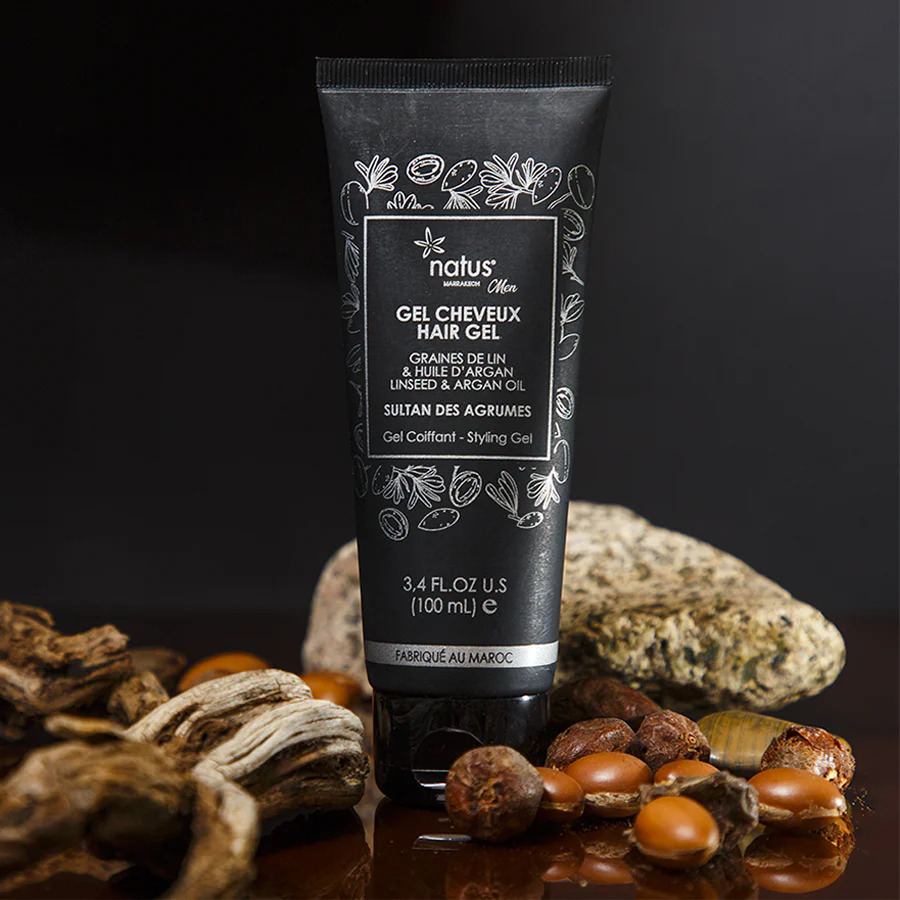 natus®
MARRAKECH Men
GEL CHEVEUX
HAIR GEL
GRAINES DE LIN
& HUILE D'ARGAN
LINSEED & ARGAN OIL
SULTAN DES AGRUMES
Gel Coiffant - Styling Gel
3,4 FL.OZ U.S
(100 mL) ℮
FABRIQUÉ AU MAROC